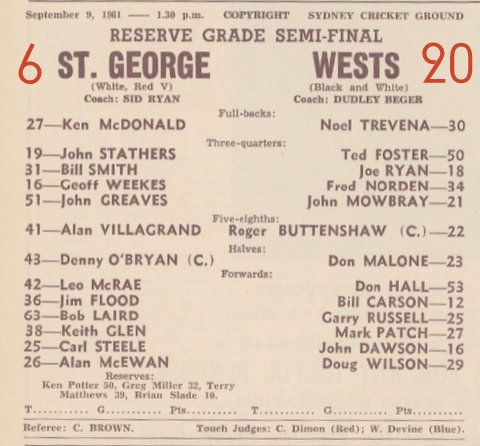 September 9, 1961 — 1.30 p.m. COPYRIGHT SYDNEY CRICKET GROUND
RESERVE GRADE SEMI-FINAL
6 ST. GEORGE WESTS 20
(White, Red V) (Black and White)
Coach: SID RYAN Coach: DUDLEY BEGER
Full-backs:
27—Ken McDONALD Noel TREVENA—30
Three-quarters:
19—John STATHERS Ted FOSTER—50
31—Bill SMITH Joe RYAN—18
16—Geoff WEEKES Fred NORDEN—34
51—John GREAVES John MOWBRAY—21
Five-eighths:
41—Alan VILLAGRAND Roger BUTTENSHAW (C.)—22
Halves:
43—Denny O'BRYAN (C.) Don MALONE—23
Forwards:
42—Leo McRAE Don HALL—53
36—Jim FLOOD Bill CARSON—12
63—Bob LAIRD Garry RUSSELL—25
38—Keith GLEN Mark PATCH—27
25—Carl STEELE John DAWSON—16
26—Alan McEWAN Doug WILSON—29
Reserves:
Ken Potter 50, Greg Miller 32, Terry
Matthews 39, Brian Slade 10.
T........... G........... Pts.......... T........... G........... Pts..........
Referee: C. BROWN. Touch Judges: C. Dimon (Red); W. Devine (Blue).